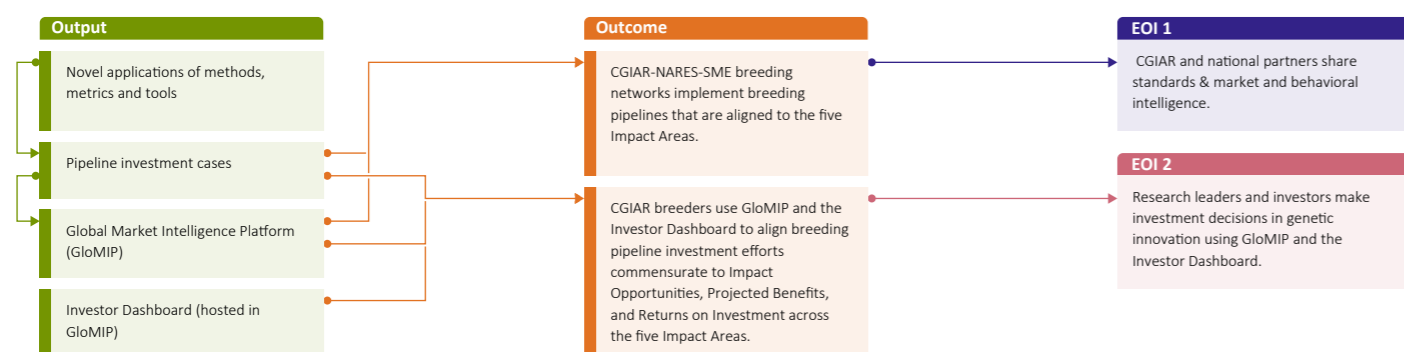 Output
Novel applications of methods,
metrics and tools
Pipeline investment cases
Global Market Intelligence Platform
(GloMIP)
Investor Dashboard (hosted in
GloMIP)
Outcome
CGIAR-NARES-SME breeding
networks implement breeding
pipelines that are aligned to the five
Impact Areas.
CGIAR breeders use GloMIP and the
Investor Dashboard to align breeding
pipeline investment efforts
commensurate to Impact
Opportunities, Projected Benefits,
and Returns on Investment across
the five Impact Areas.
EOI 1
CGIAR and national partners share
standards & market and behavioral
intelligence.
EOI 2
Research leaders and investors make
investment decisions in genetic
innovation using GloMIP and the
Investor Dashboard.